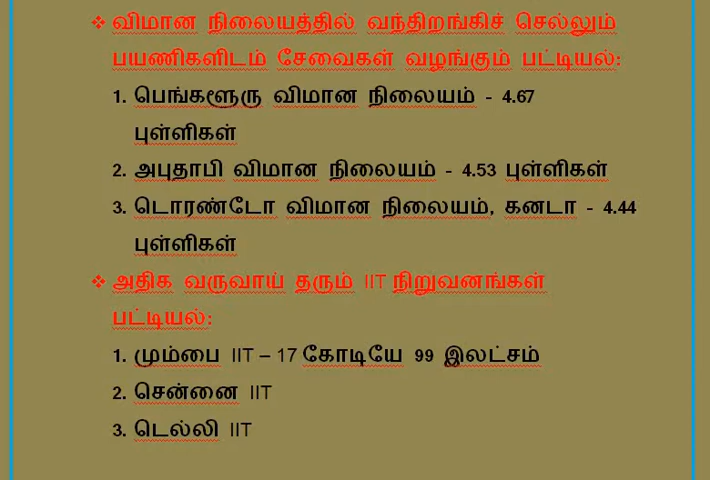 ❖ விமான நிலையத்தில் வந்திறங்கிச் செல்லும்
பயணிகளிடம் சேவைகள் வழங்கும் பட்டியல்:
1. பெங்களூரு விமான நிலையம் - 4.67
புள்ளிகள்
2. அபுதாபி விமான நிலையம் - 4.53 புள்ளிகள்
3. டொரண்டோ விமான நிலையம், கனடா - 4.44
புள்ளிகள்
❖ அதிக வருவாய் தரும் IIT நிறுவனங்கள்
பட்டியல்:
1. மும்பை IIT – 17 கோடியே 99 இலட்சம்
2. சென்னை IIT
3. டெல்லி IIT